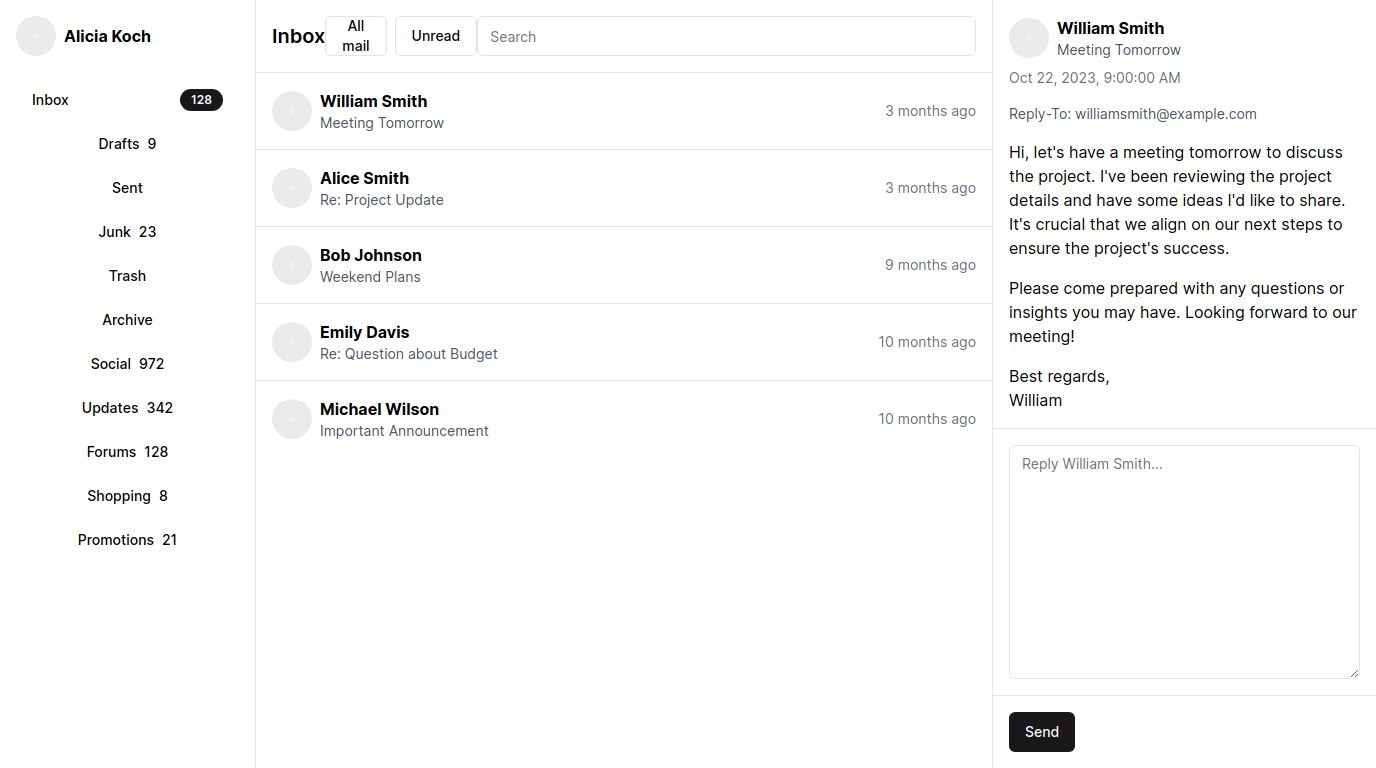 Alicia Koch
Inbox 128
Drafts 9
Sent
Junk 23
Trash
Archive
Social 972
Updates 342
Forums 128
Shopping 8
Promotions 21
Inbox
All
mail
Unread
Search
William Smith
Meeting Tomorrow
3 months ago
Alice Smith
Re: Project Update
3 months ago
Bob Johnson
Weekend Plans
9 months ago
Emily Davis
Re: Question about Budget
10 months ago
Michael Wilson
Important Announcement
10 months ago
William Smith
Meeting Tomorrow
Oct 22, 2023, 9:00:00 AM
Reply-To: williamsmith@example.com
Hi, let's have a meeting tomorrow to discuss
the project. I've been reviewing the project
details and have some ideas I'd like to share.
It's crucial that we align on our next steps to
ensure the project's success.
Please come prepared with any questions or
insights you may have. Looking forward to our
meeting!
Best regards,
William
Reply William Smith...
Send